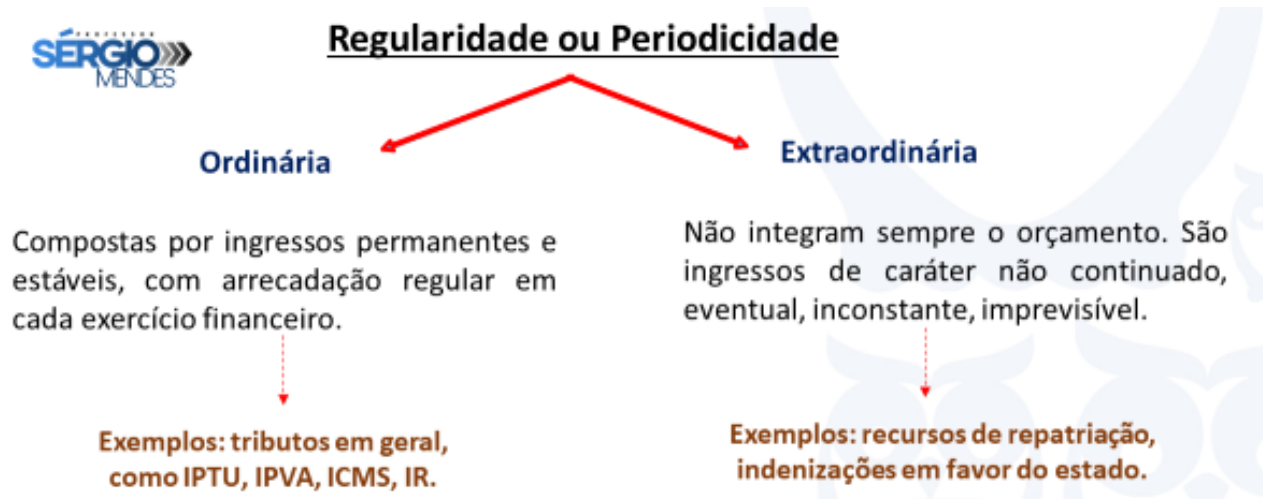 PROFESSOR
SÉRGIO
MENDES
Regularidade ou Periodicidade
Ordinária
Compostas por ingressos permanentes e
estáveis, com arrecadação regular em
cada exercício financeiro.
Exemplos: tributos em geral,
como IPTU, IPVA, ICMS, IR.
Extraordinária
Não integram sempre o orçamento. São
ingressos de caráter não continuado,
eventual, inconstante, imprevisível.
Exemplos: recursos de repatriação,
indenizações em favor do estado.